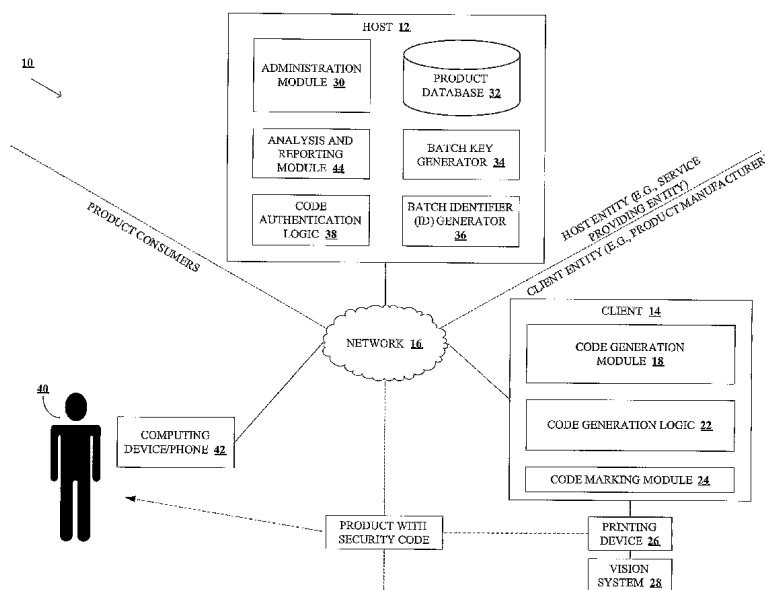 10
HOST 12
ADMINISTRATION
MODULE 30
PRODUCT
DATABASE 32
ANALYSIS AND
REPORTING
MODULE 44
BATCH KEY
GENERATOR 34
CODE
AUTHENTICATION
LOGIC 38
BATCH IDENTIFIER
(ID) GENERATOR
36
PRODUCT CONSUMERS
HOST ENTITY (E.G., SERVICE
PROVIDING ENTITY)
CLIENT ENTITY (E.G., PRODUCT MANUFACTURER)
NETWORK 16
CLIENT 14
CODE GENERATION
MODULE 18
CODE GENERATION LOGIC 22
CODE MARKING MODULE 24
40
COMPUTING
DEVICE/PHONE 42
PRODUCT WITH
SECURITY CODE
PRINTING
DEVICE 26
VISION
SYSTEM 28